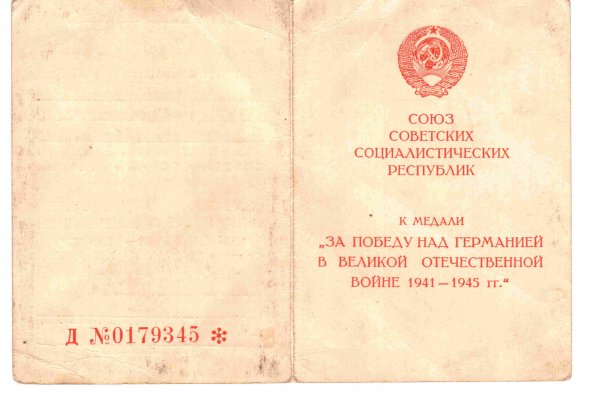 Д №0179345 *
СОЮЗ
СОВЕТСКИХ
СОЦИАЛИСТИЧЕСКИХ
РЕСПУБЛИК
К МЕДАЛИ
„ЗА ПОБЕДУ НАД ГЕРМАНИЕЙ
В ВЕЛИКОЙ ОТЕЧЕСТВЕННОЙ
ВОЙНЕ 1941—1945 гг.“